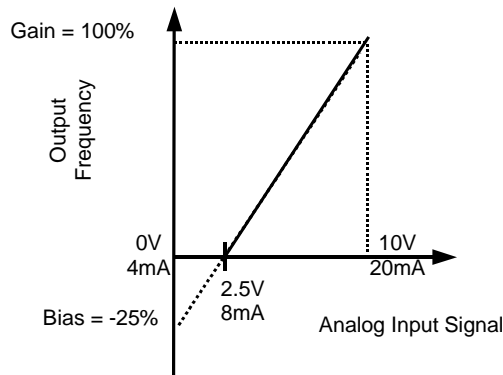 Gain = 100%
Output
Frequency
0V
4mA
10V
20mA
2.5V
8mA
Bias = -25%
Analog Input Signal